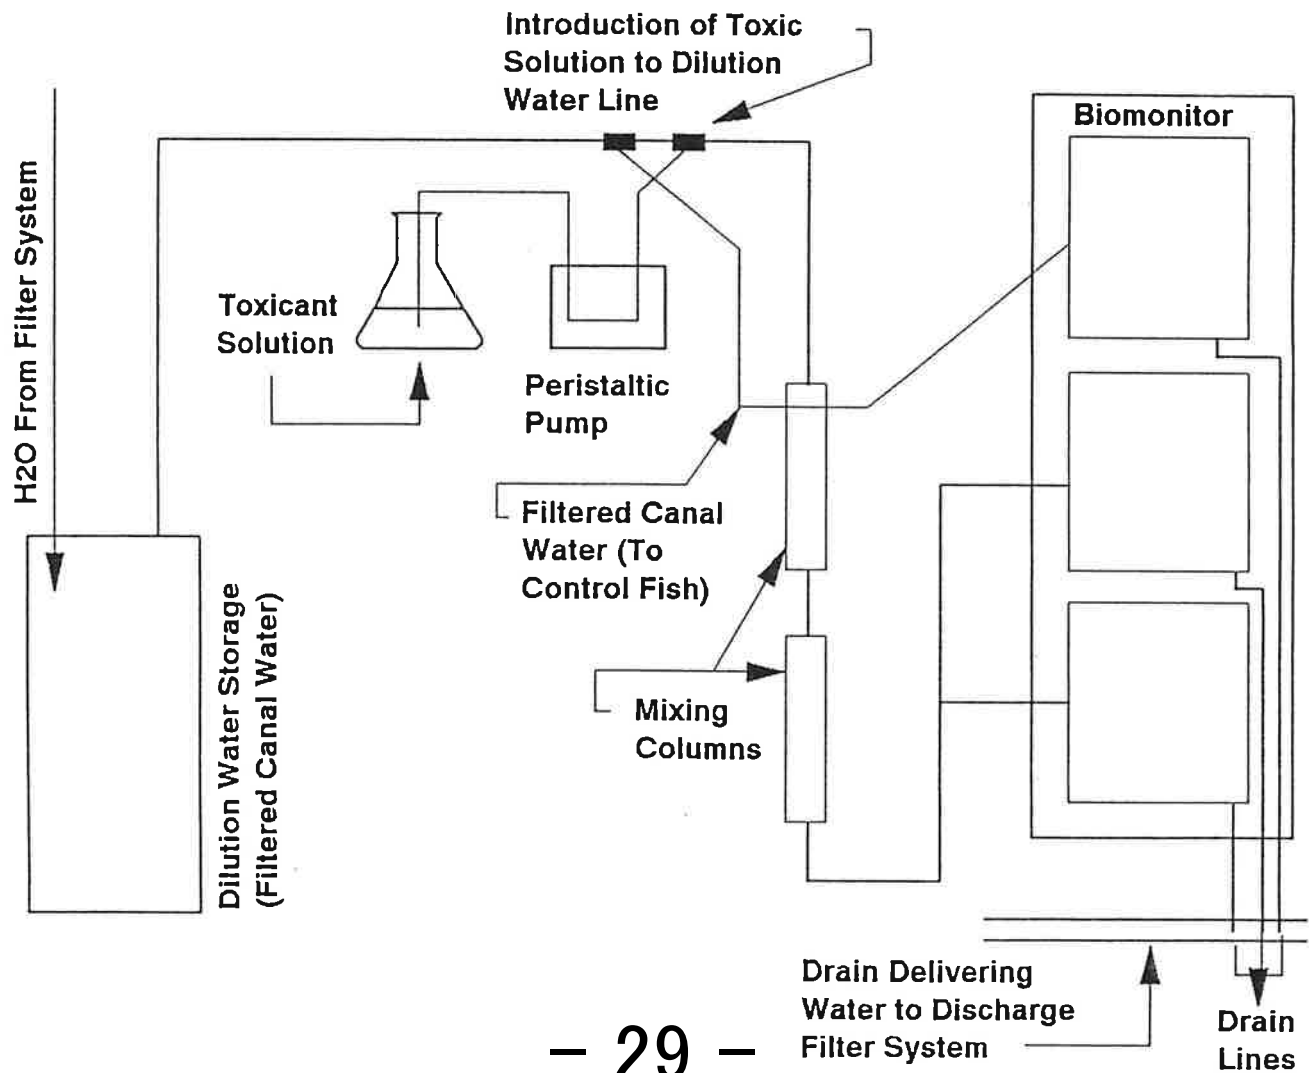 Introduction of Toxic
Solution to Dilution
Water Line
Biomonitor
H2O From Filter System
Toxicant
Solution
Peristaltic
Pump
Filtered Canal
Water (To
Control Fish)
Dilution Water Storage
(Filtered Canal Water)
Mixing
Columns
Drain Delivering
Water to Discharge
Filter System
Drain
Lines
– 29 –